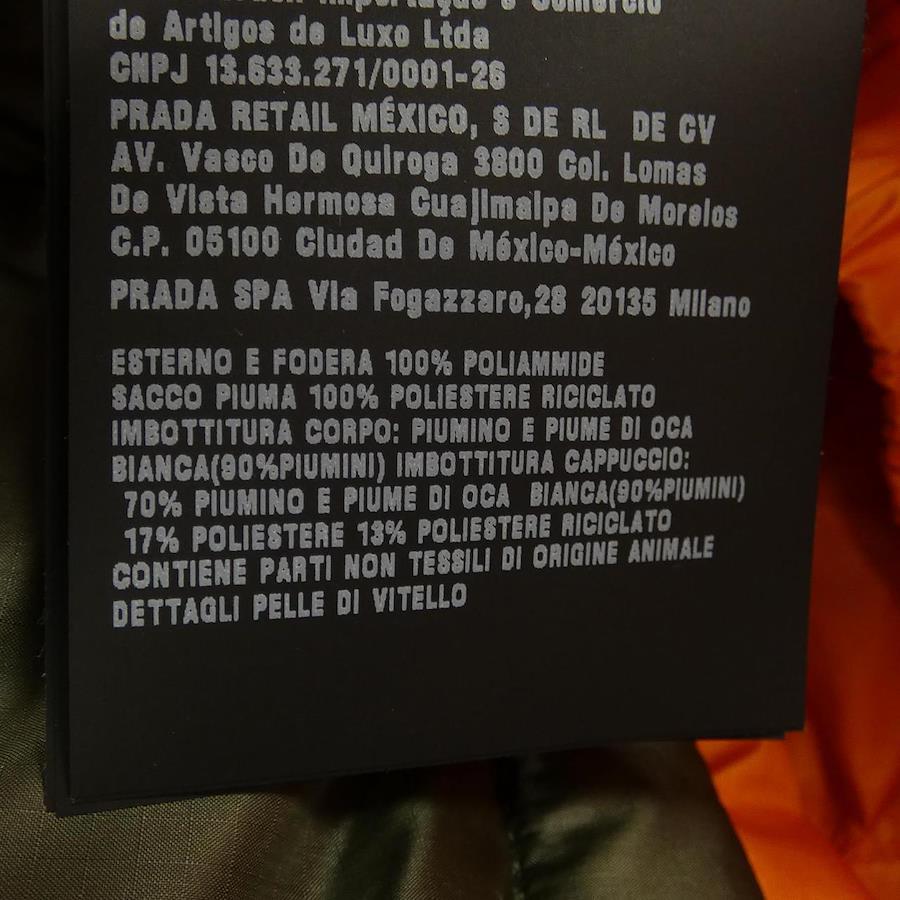 Importação e Comércio
de Artigos de Luxo Ltda
CNPJ 13.633.271/0001-26
PRADA RETAIL MÉXICO, S DE RL DE CV
AV. Vasco De Quiroga 3800 Col. Lomas
De Vista Hermosa Cuajimalpa De Morelos
C.P. 05100 Ciudad De México-México
PRADA SPA Via Fogazzaro,28 20135 Milano
ESTERNO E FODERA 100% POLIAMMIDE
SACCO PIUMA 100% POLIESTERE RICICLATO
IMBOTTITURA CORPO: PIUMINO E PIUME DI OCA
BIANCA(90%PIUMINI) IMBOTTITURA CAPPUCCIO:
70% PIUMINO E PIUME DI OCA BIANCA(90%PIUMINI)
17% POLIESTERE 13% POLIESTERE RICICLATO
CONTIENE PARTI NON TESSILI DI ORIGINE ANIMALE
DETTAGLI PELLE DI VITELLO